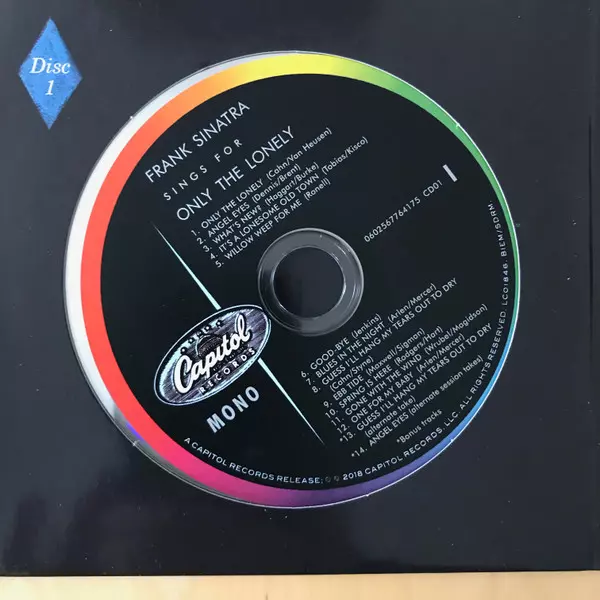 Disc
1
FRANK SINATRA
SINGS FOR
ONLY THE LONELY
1. ONLY THE LONELY (Cahn/Van Heusen)
2. ANGEL EYES (Dennis/Brent)
3. WHAT'S NEW? (Haggart/Burke)
4. IT'S A LONESOME OLD TOWN (Tobias/Kisco)
5. WILLOW WEEP FOR ME (Ronell)
0602567764175 CD01
Capitol
RECORDS
MONO
6. GOOD-BYE (Jenkins)
7. BLUES IN THE NIGHT (Arlen/Mercer)
8. GUESS I'LL HANG MY TEARS OUT TO DRY
(Cahn/Styne)
9. EBB TIDE (Maxwell/Sigman)
10. SPRING IS HERE (Rodgers/Hart)
11. GONE WITH THE WIND (Wrubel/Magidson)
12. ONE FOR MY BABY (Arlen/Mercer)
*13. GUESS I'LL HANG MY TEARS OUT TO DRY
(alternate take)
*14. ANGEL EYES (alternate session takes)
*Bonus tracks
A CAPITOL RECORDS RELEASE; ℗ © 2018 CAPITOL RECORDS, LLC. ALL RIGHTS RESERVED. LC01846. BIEM/SDRM.